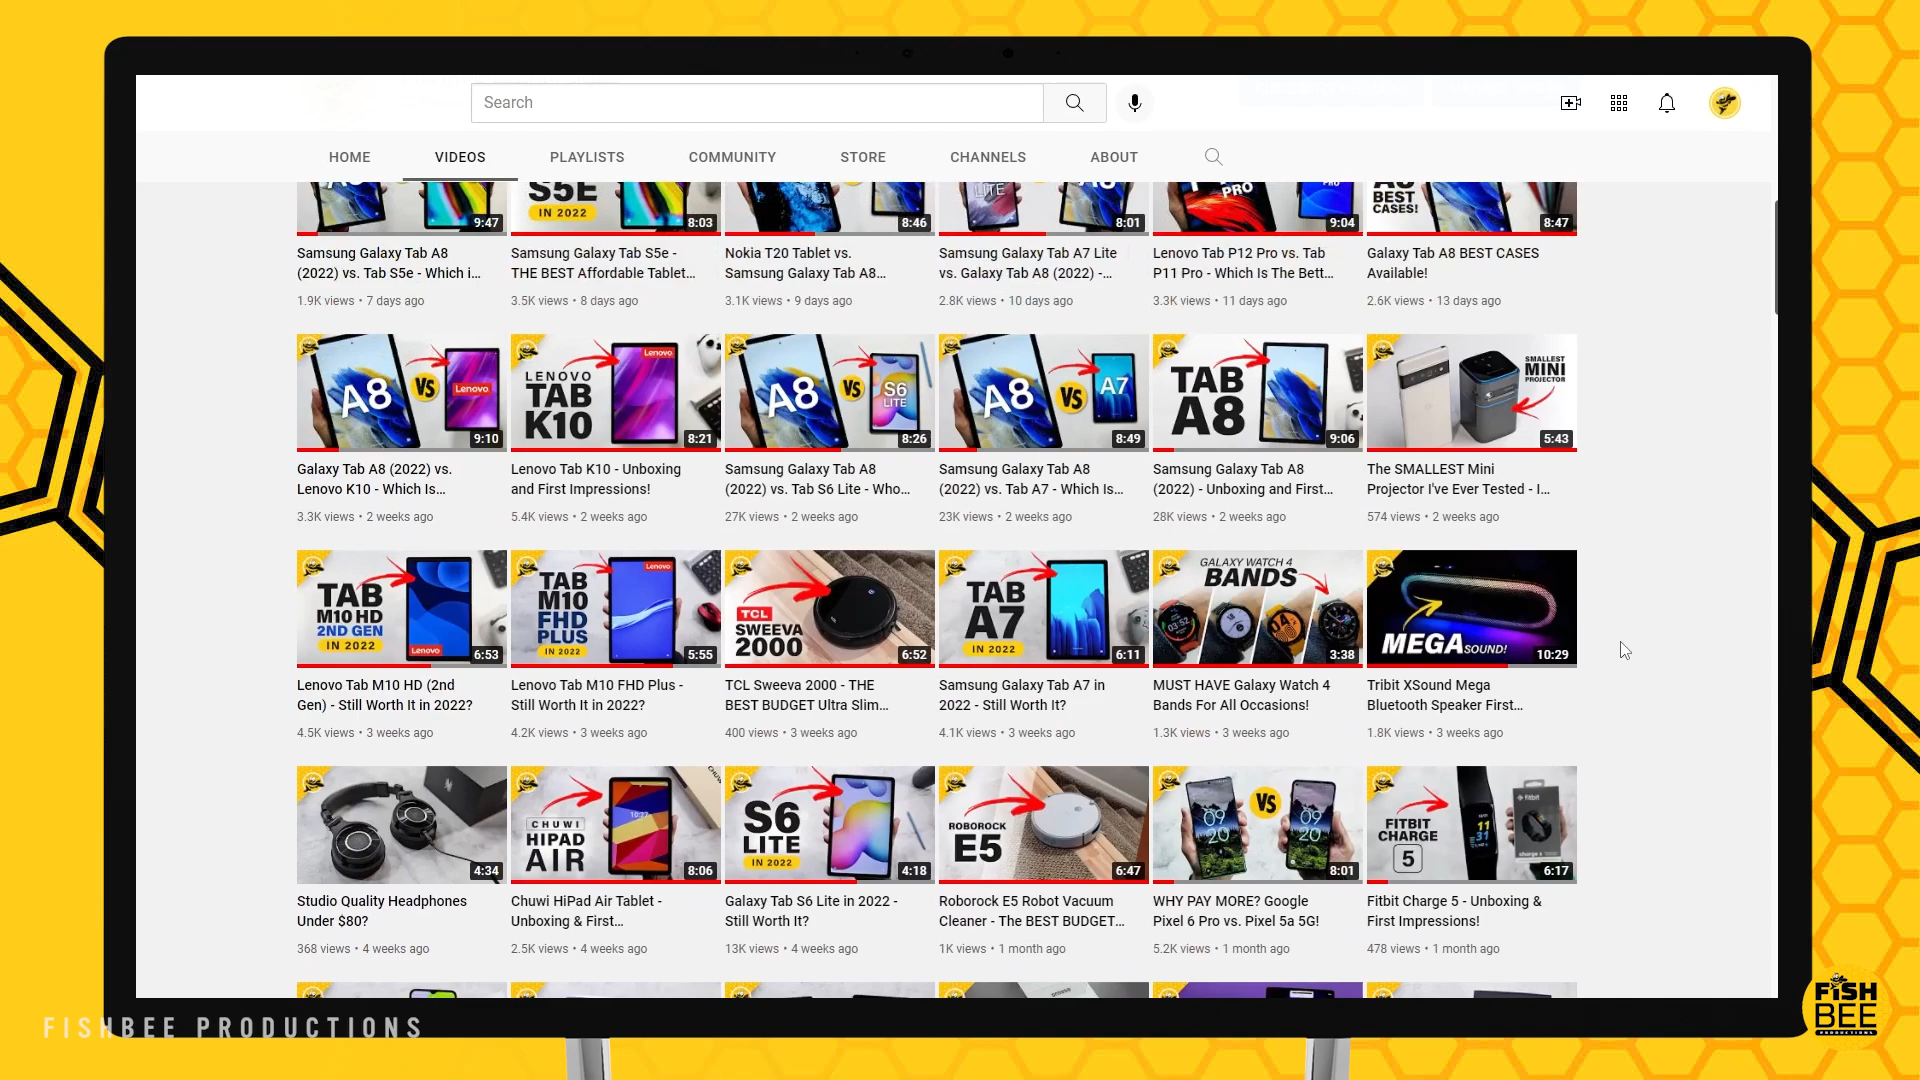 Search
HOME VIDEOS PLAYLISTS COMMUNITY STORE CHANNELS ABOUT
9:47
S5E
IN 2022
8:03
8:46
LITE
8:01
PRO
9:04
BEST
CASES!
8:47
Samsung Galaxy Tab A8
(2022) vs. Tab S5e - Which i...
1.9K views • 7 days ago
Samsung Galaxy Tab S5e -
THE BEST Affordable Tablet...
3.5K views • 8 days ago
Nokia T20 Tablet vs.
Samsung Galaxy Tab A8...
3.1K views • 9 days ago
Samsung Galaxy Tab A7 Lite
vs. Galaxy Tab A8 (2022) -...
2.8K views • 10 days ago
Lenovo Tab P12 Pro vs. Tab
P11 Pro - Which Is The Bett...
3.3K views • 11 days ago
Galaxy Tab A8 BEST CASES
Available!
2.6K views • 13 days ago
A8 VS Lenovo
9:10
Lenovo
LENOVO
TAB
K10
8:21
A8 VS S6
LITE
8:26
A8 VS A7
8:49
TAB
A8
9:06
SMALLEST
MINI
PROJECTOR
5:43
Galaxy Tab A8 (2022) vs.
Lenovo K10 - Which Is...
3.3K views • 2 weeks ago
Lenovo Tab K10 - Unboxing
and First Impressions!
5.4K views • 2 weeks ago
Samsung Galaxy Tab A8
(2022) vs. Tab S6 Lite - Who...
27K views • 2 weeks ago
Samsung Galaxy Tab A8
(2022) vs. Tab A7 - Which Is...
23K views • 2 weeks ago
Samsung Galaxy Tab A8
(2022) - Unboxing and First...
28K views • 2 weeks ago
The SMALLEST Mini
Projector I've Ever Tested - I...
574 views • 2 weeks ago
TAB
M10 HD
2ND GEN
IN 2022
Lenovo
6:53
Lenovo
TAB
M10
FHD
PLUS
IN 2022
5:55
TCL
SWEEVA
2000
6:52
TAB
A7
IN 2022
6:11
GALAXY WATCH 4
BANDS
3:38
MEGA SOUND!
10:29
Lenovo Tab M10 HD (2nd
Gen) - Still Worth It in 2022?
4.5K views • 3 weeks ago
Lenovo Tab M10 FHD Plus -
Still Worth It in 2022?
4.2K views • 3 weeks ago
TCL Sweeva 2000 - THE
BEST BUDGET Ultra Slim...
400 views • 3 weeks ago
Samsung Galaxy Tab A7 in
2022 - Still Worth It?
4.1K views • 3 weeks ago
MUST HAVE Galaxy Watch 4
Bands For All Occasions!
1.3K views • 3 weeks ago
Tribit XSound Mega
Bluetooth Speaker First...
1.8K views • 3 weeks ago
4:34
CHUWI
HIPAD
AIR
8:06
S6
LITE
IN 2022
4:18
ROBOROCK
E5
6:47
09
20
VS
09
20
8:01
FITBIT
CHARGE
5
fitbit
6:17
Studio Quality Headphones
Under $80?
368 views • 4 weeks ago
Chuwi HiPad Air Tablet -
Unboxing & First...
2.5K views • 4 weeks ago
Galaxy Tab S6 Lite in 2022 -
Still Worth It?
13K views • 4 weeks ago
Roborock E5 Robot Vacuum
Cleaner - The BEST BUDGET...
1K views • 1 month ago
WHY PAY MORE? Google
Pixel 6 Pro vs. Pixel 5a 5G!
5.2K views • 1 month ago
Fitbit Charge 5 - Unboxing &
First Impressions!
478 views • 1 month ago
FISHBEE PRODUCTIONS
FISH
BEE
PRODUCTIONS